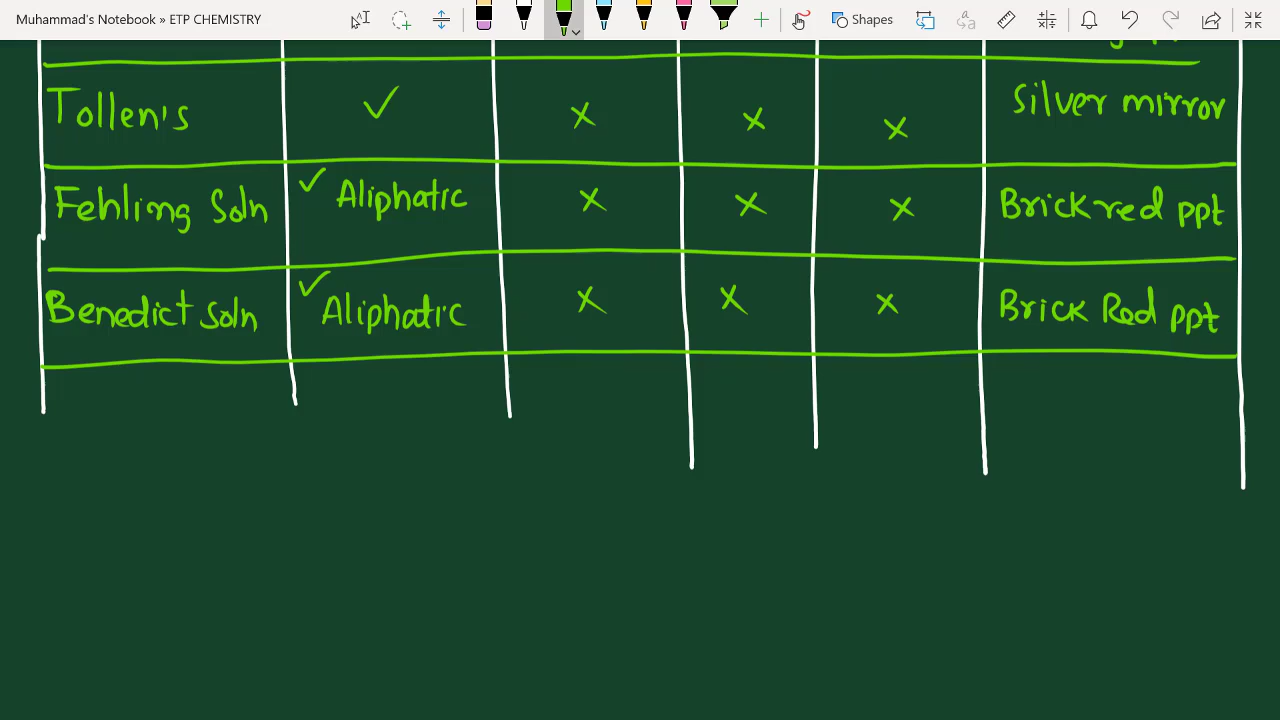 Muhammad's Notebook » ETP CHEMISTRY Shapes
Tollen's ✓ x x x Silver mirror
Fehling Soln ✓ Aliphatic x x x Brick red ppt
Benedict Soln ✓ Aliphatic x x x Brick Red ppt